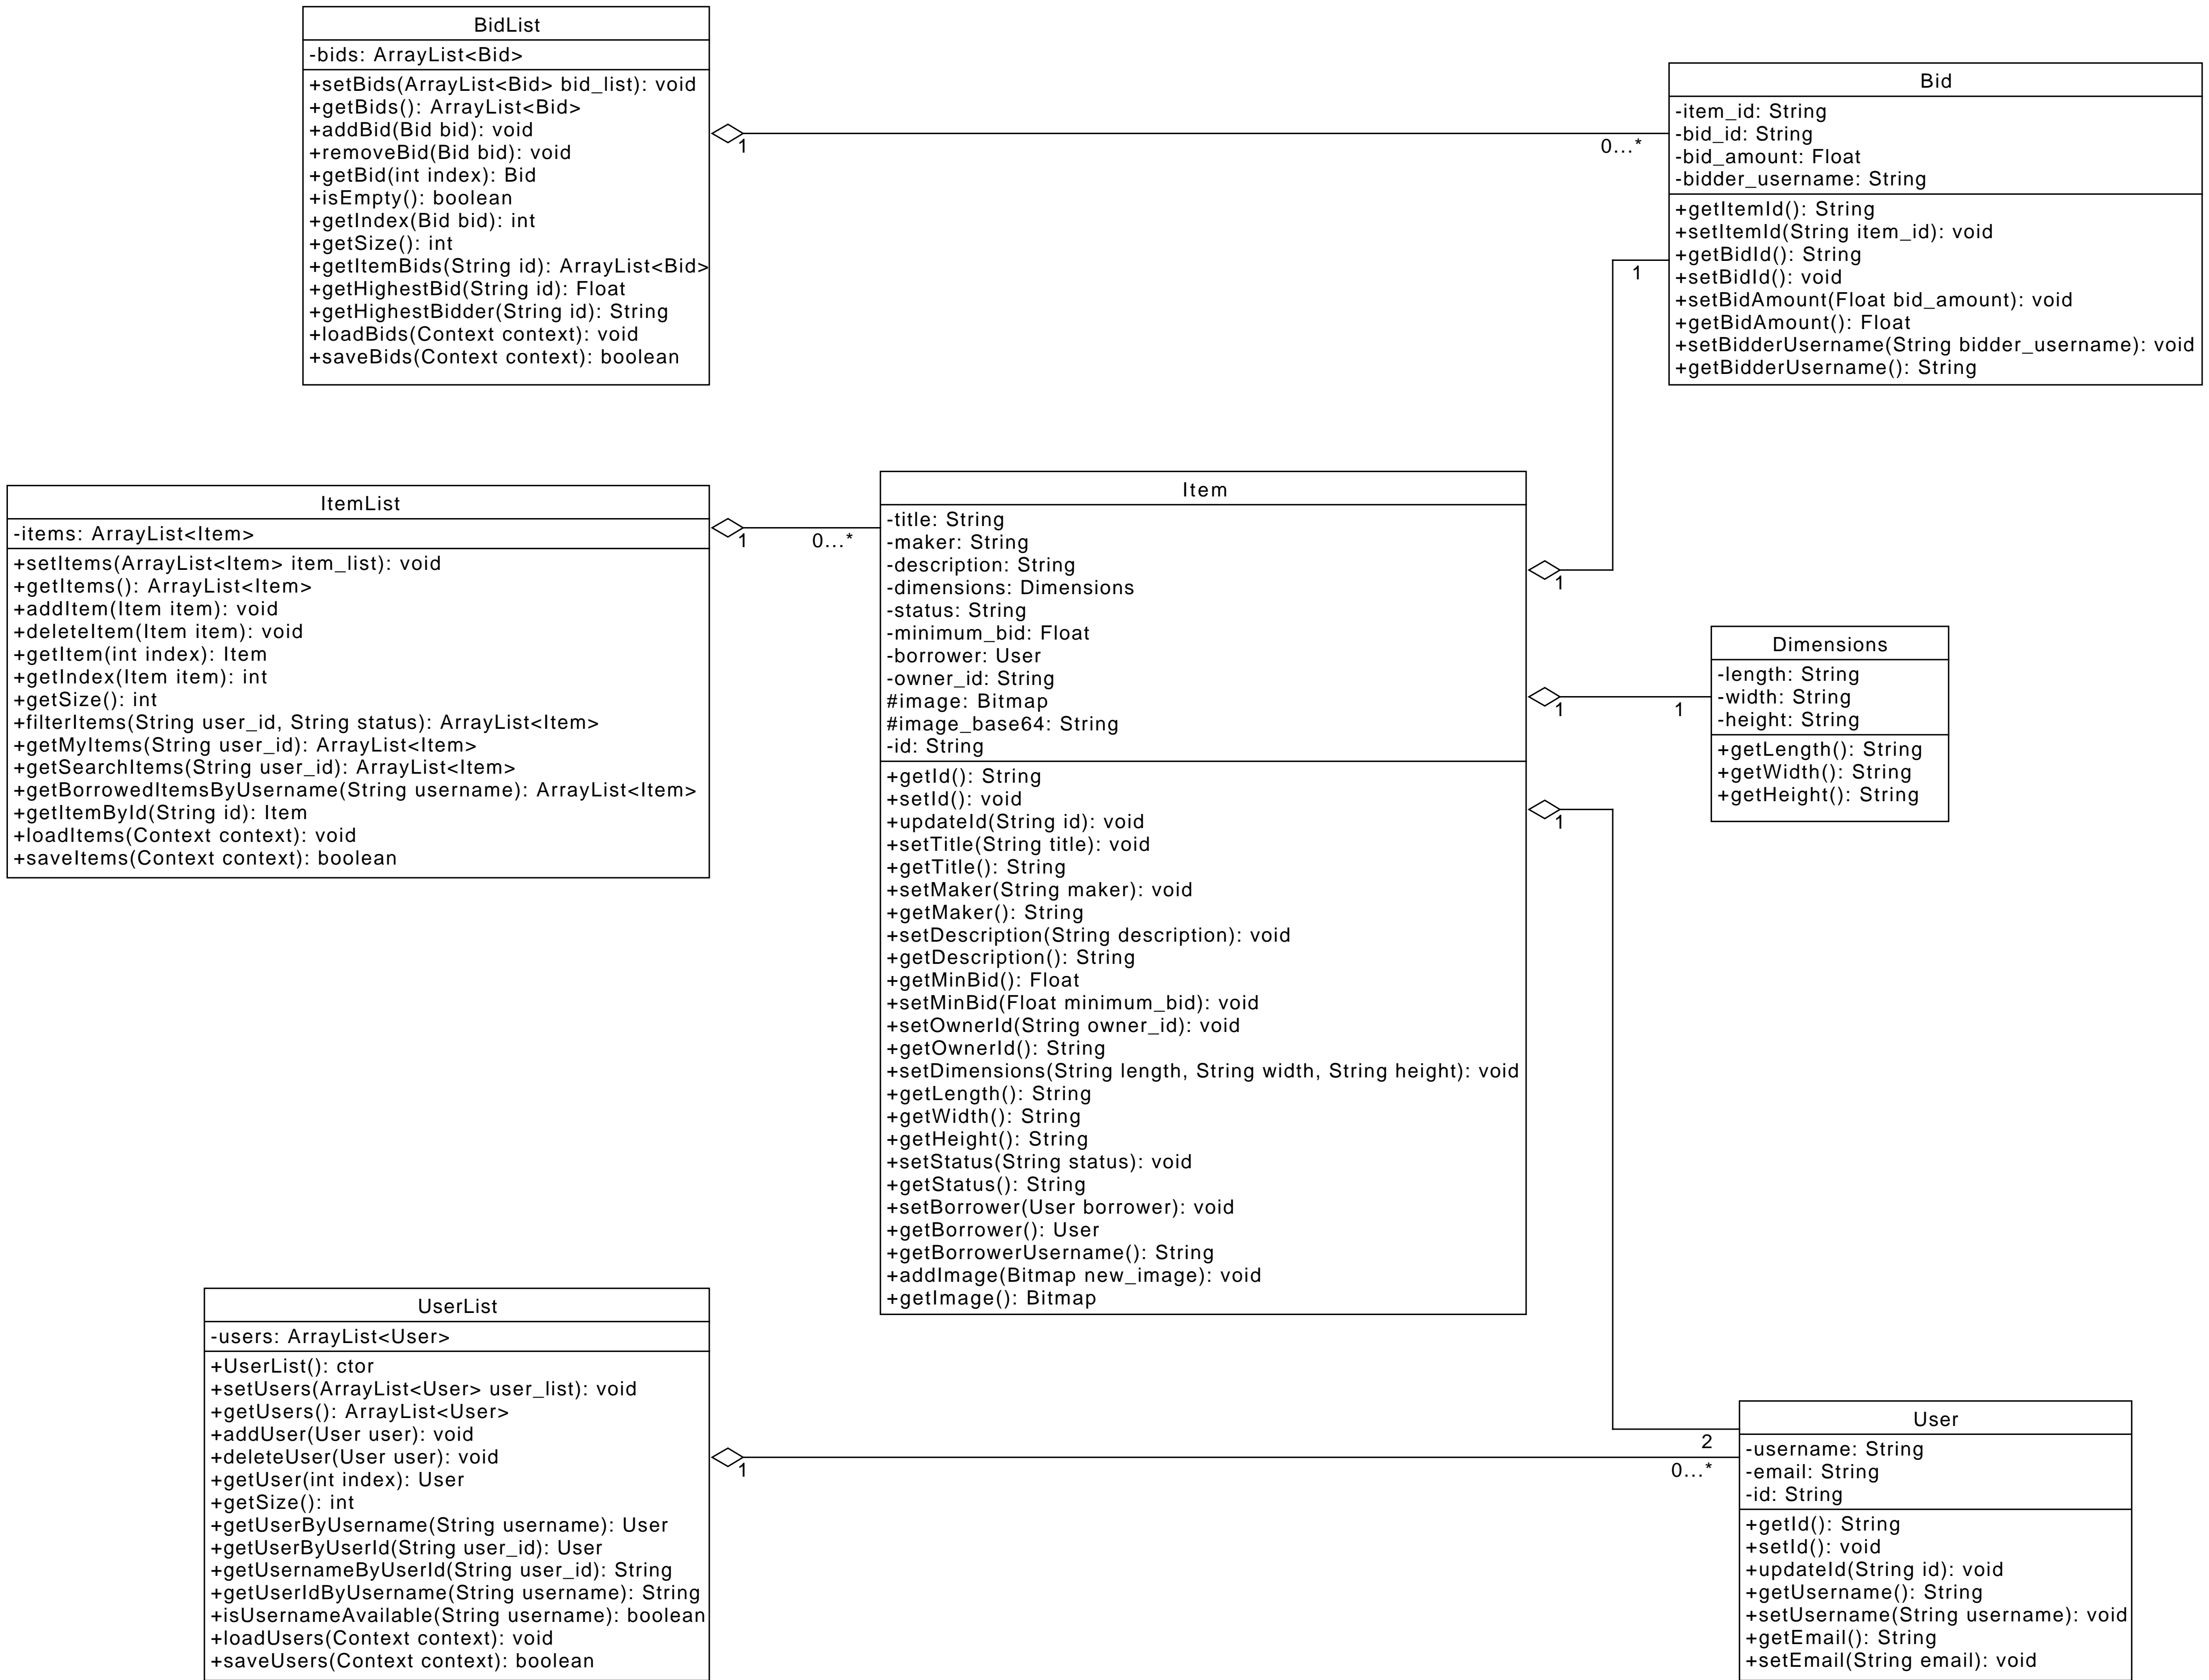 BidList
-bids: ArrayList<Bid>
+setBids(ArrayList<Bid> bid_list): void
+getBids(): ArrayList<Bid>
+addBid(Bid bid): void
+removeBid(Bid bid): void
+getBid(int index): Bid
+isEmpty(): boolean
+getIndex(Bid bid): int
+getSize(): int
+getItemBids(String id): ArrayList<Bid>
+getHighestBid(String id): Float
+getHighestBidder(String id): String
+loadBids(Context context): void
+saveBids(Context context): boolean
1
0...*
Bid
-item_id: String
-bid_id: String
-bid_amount: Float
-bidder_username: String
+getItemId(): String
+setItemId(String item_id): void
+getBidId(): String
+setBidId(): void
+setBidAmount(Float bid_amount): void
+getBidAmount(): Float
+setBidderUsername(String bidder_username): void
+getBidderUsername(): String
1
ItemList
-items: ArrayList<Item>
+setItems(ArrayList<Item> item_list): void
+getItems(): ArrayList<Item>
+addItem(Item item): void
+deleteItem(Item item): void
+getItem(int index): Item
+getIndex(Item item): int
+getSize(): int
+filterItems(String user_id, String status): ArrayList<Item>
+getMyItems(String user_id): ArrayList<Item>
+getSearchItems(String user_id): ArrayList<Item>
+getBorrowedItemsByUsername(String username): ArrayList<Item>
+getItemById(String id): Item
+loadItems(Context context): void
+saveItems(Context context): boolean
1
0...*
Item
-title: String
-maker: String
-description: String
-dimensions: Dimensions
-status: String
-minimum_bid: Float
-borrower: User
-owner_id: String
#image: Bitmap
#image_base64: String
-id: String
+getId(): String
+setId(): void
+updateId(String id): void
+setTitle(String title): void
+getTitle(): String
+setMaker(String maker): void
+getMaker(): String
+setDescription(String description): void
+getDescription(): String
+getMinBid(): Float
+setMinBid(Float minimum_bid): void
+setOwnerId(String owner_id): void
+getOwnerId(): String
+setDimensions(String length, String width, String height): void
+getLength(): String
+getWidth(): String
+getHeight(): String
+setStatus(String status): void
+getStatus(): String
+setBorrower(User borrower): void
+getBorrower(): User
+getBorrowerUsername(): String
+addImage(Bitmap new_image): void
+getImage(): Bitmap
1
1
1
1
Dimensions
-length: String
-width: String
-height: String
+getLength(): String
+getWidth(): String
+getHeight(): String
UserList
-users: ArrayList<User>
+UserList(): ctor
+setUsers(ArrayList<User> user_list): void
+getUsers(): ArrayList<User>
+addUser(User user): void
+deleteUser(User user): void
+getUser(int index): User
+getSize(): int
+getUserByUsername(String username): User
+getUserByUserId(String user_id): User
+getUsernameByUserId(String user_id): String
+getUserIdByUsername(String username): String
+isUsernameAvailable(String username): boolean
+loadUsers(Context context): void
+saveUsers(Context context): boolean
1
2
0...*
User
-username: String
-email: String
-id: String
+getId(): String
+setId(): void
+updateId(String id): void
+getUsername(): String
+setUsername(String username): void
+getEmail(): String
+setEmail(String email): void